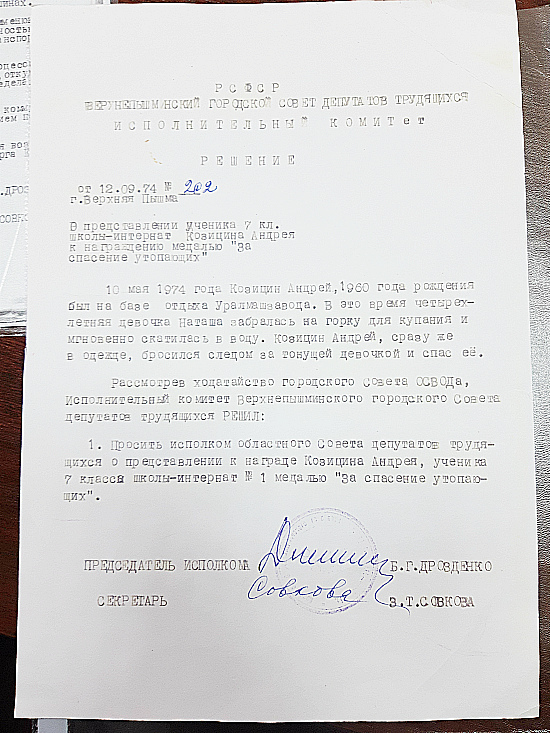 РСФСР
ВЕРХНЕПЫШМИНСКИЙ ГОРОДСКОЙ СОВЕТ ДЕПУТАТОВ ТРУДЯЩИХСЯ
ИСПОЛНИТЕЛЬНЫЙ КОМИТЕТ
РЕШЕНИЕ
от 12.09.74 № 202
г.Верхняя Пышма
В представлении ученика 7 кл.
школы-интернат Козицина Андрея
к награждению медалью "За
спасение утопающих"
10 мая 1974 года Козицин Андрей,1960 года рождения
был на базе отдыха Уралмашзавода. В это время четырех-
летняя девочка Наташа забралась на горку для купания и
мгновенно скатилась в воду. Козицин Андрей, сразу же
в одежде, бросился следом за тонущей девочкой и спас её.
Рассмотрев ходатайство городского Совета ОСВОДа,
Исполнительный комитет Верхнепышминского городского Совета
депутатов трудящихся РЕШИЛ:
1. Просить исполком областного Совета депутатов трудя-
щихся о представлении к награде Козицина Андрея, ученика
7 класса школы-интернат № 1 медалью "За спасение утопаю-
щих".
ПРЕДСЕДАТЕЛЬ ИСПОЛКОМА Б.Г.ДРОЗДЕНКО
СЕКРЕТАРЬ Совкова З.Т.СОВКОВА